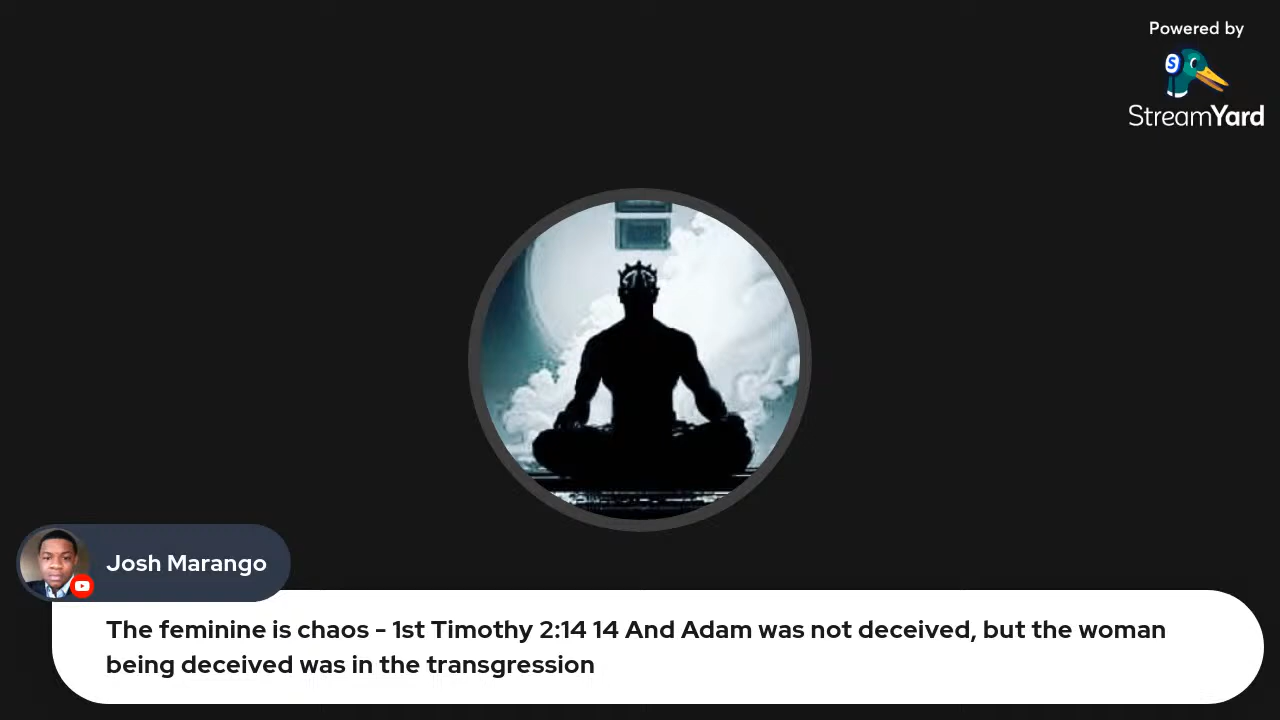 Powered by
S
StreamYard
Josh Marango
The feminine is chaos - 1st Timothy 2:14 14 And Adam was not deceived, but the woman
being deceived was in the transgression